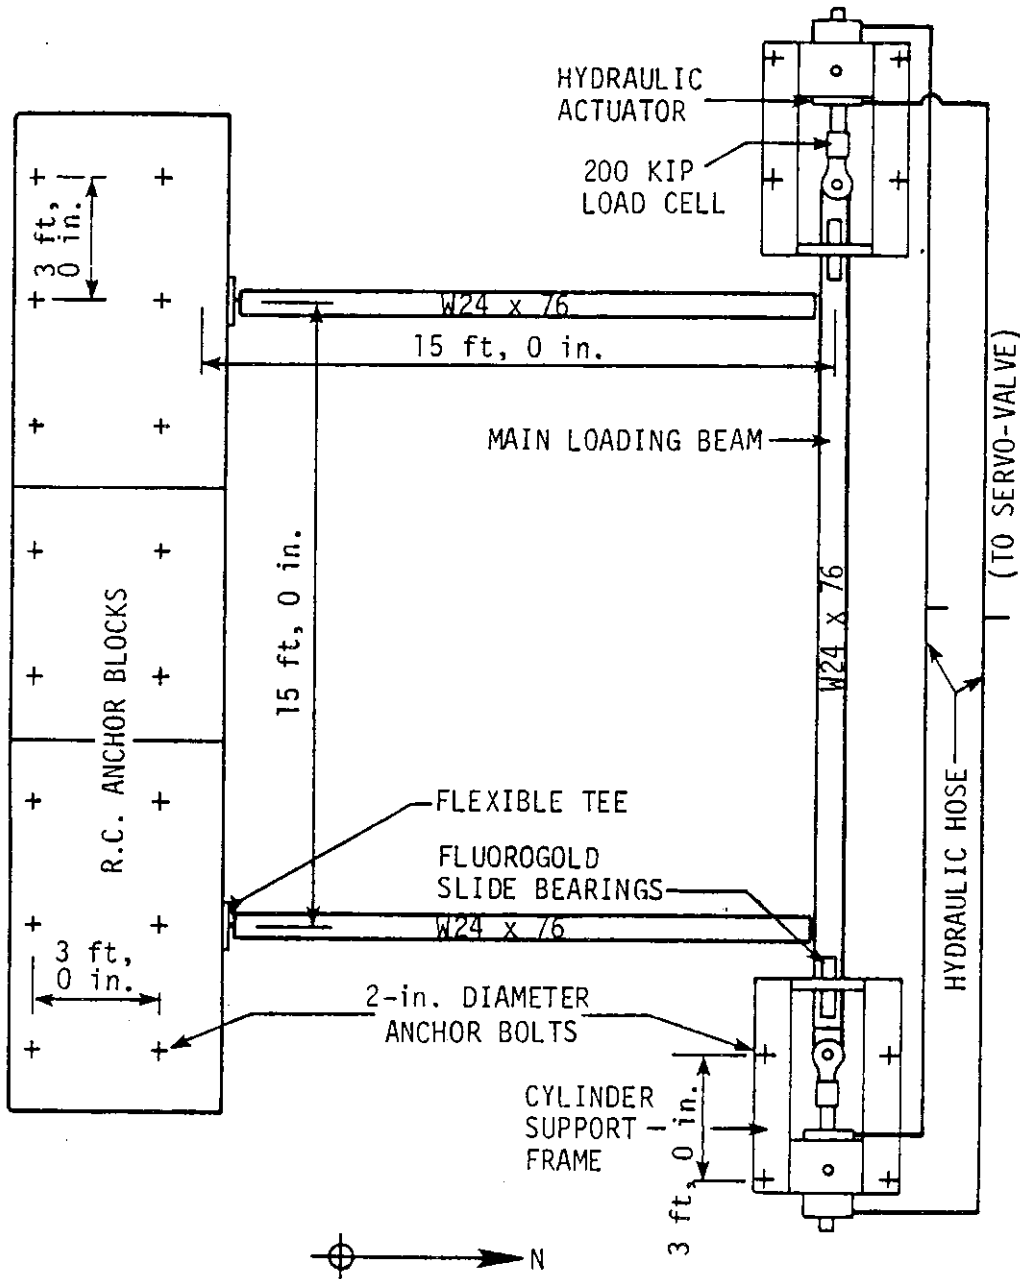 HYDRAULIC
ACTUATOR
200 KIP
LOAD CELL
3 ft,
0 in.
W24 x 76
15 ft, 0 in.
MAIN LOADING BEAM
(TO SERVO-VALVE)
15 ft, 0 in.
W24 x 76
R.C. ANCHOR BLOCKS
FLEXIBLE TEE
FLUOROGOLD
SLIDE BEARINGS
HYDRAULIC HOSE
W24 x 76
3 ft,
0 in.
2-in. DIAMETER
ANCHOR BOLTS
CYLINDER
SUPPORT
FRAME
3 ft, 0 in.
N